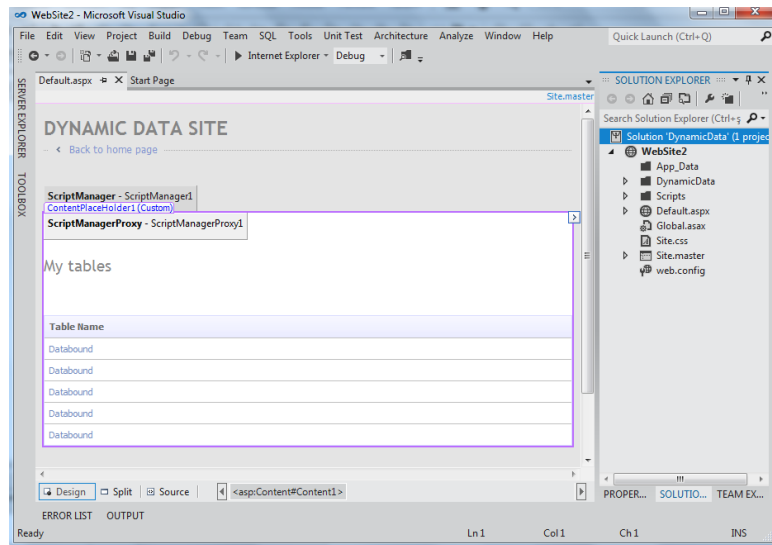 WebSite2 - Microsoft Visual Studio
File Edit View Project Build Debug Team SQL Tools Unit Test Architecture Analyze Window Help
Quick Launch (Ctrl+Q)
Internet Explorer Debug
Default.aspx Start Page
SOLUTION EXPLORER
Site.master
SERVER EXPLORER
TOOLBOX
Search Solution Explorer (Ctrl+ş
DYNAMIC DATA SITE
Back to home page
ScriptManager - ScriptManager1
ContentPlaceHolder1 (Custom)
ScriptManagerProxy - ScriptManagerProxy1
My tables
Table Name
Databound
Databound
Databound
Databound
Databound
Solution 'DynamicData' (1 projec
WebSite2
App_Data
DynamicData
Scripts
Default.aspx
Global.asax
Site.css
Site.master
web.config
Design Split Source <asp:Content#Content1>
PROPER... SOLUTIO... TEAM EX...
ERROR LIST OUTPUT
Ready Ln 1 Col 1 Ch 1 INS